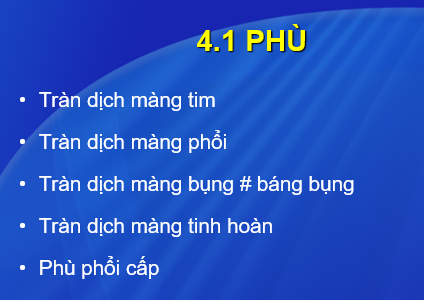 4.1 PHÙ
• Tràn dịch màng tim
• Tràn dịch màng phổi
• Tràn dịch màng bụng # báng bụng
• Tràn dịch màng tinh hoàn
• Phù phổi cấp